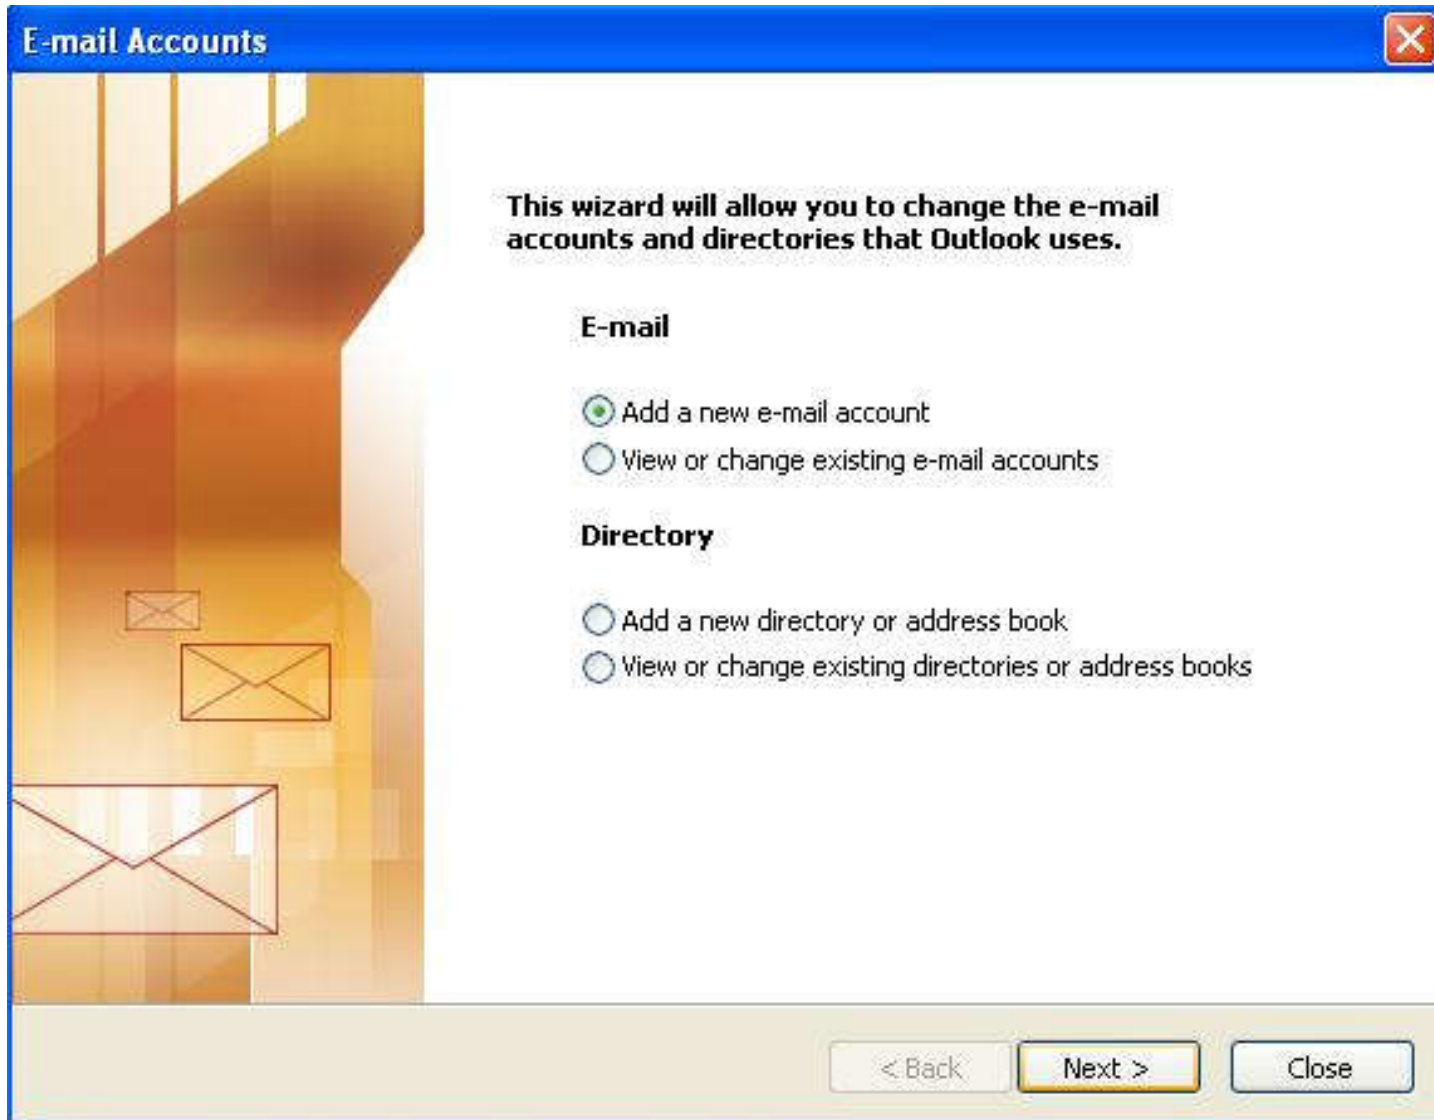 E-mail Accounts
This wizard will allow you to change the e-mail
accounts and directories that Outlook uses.
E-mail
Add a new e-mail account
View or change existing e-mail accounts
Directory
Add a new directory or address book
View or change existing directories or address books
< Back
Next >
Close